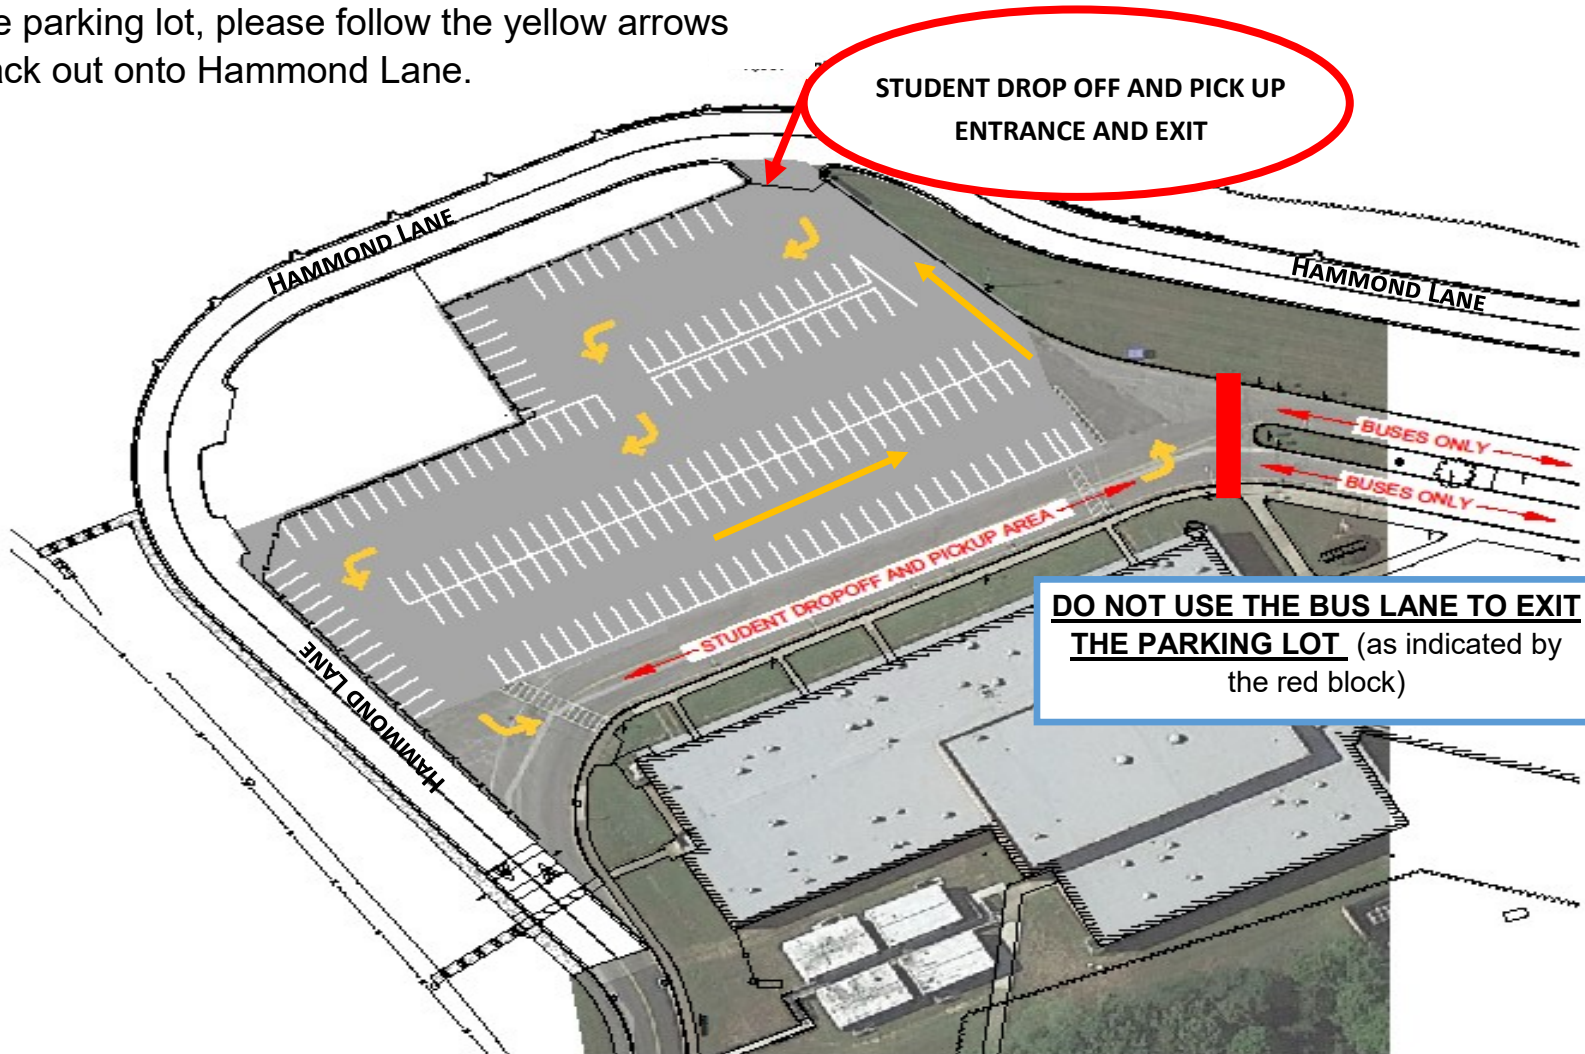 e parking lot, please follow the yellow arrows
ack out onto Hammond Lane.
STUDENT DROP OFF AND PICK UP
ENTRANCE AND EXIT
HAMMOND LANE
HAMMOND LANE
BUSES ONLY
BUSES ONLY
STUDENT DROPOFF AND PICKUP AREA
DO NOT USE THE BUS LANE TO EXIT
THE PARKING LOT (as indicated by
the red block)
HAMMOND LANE